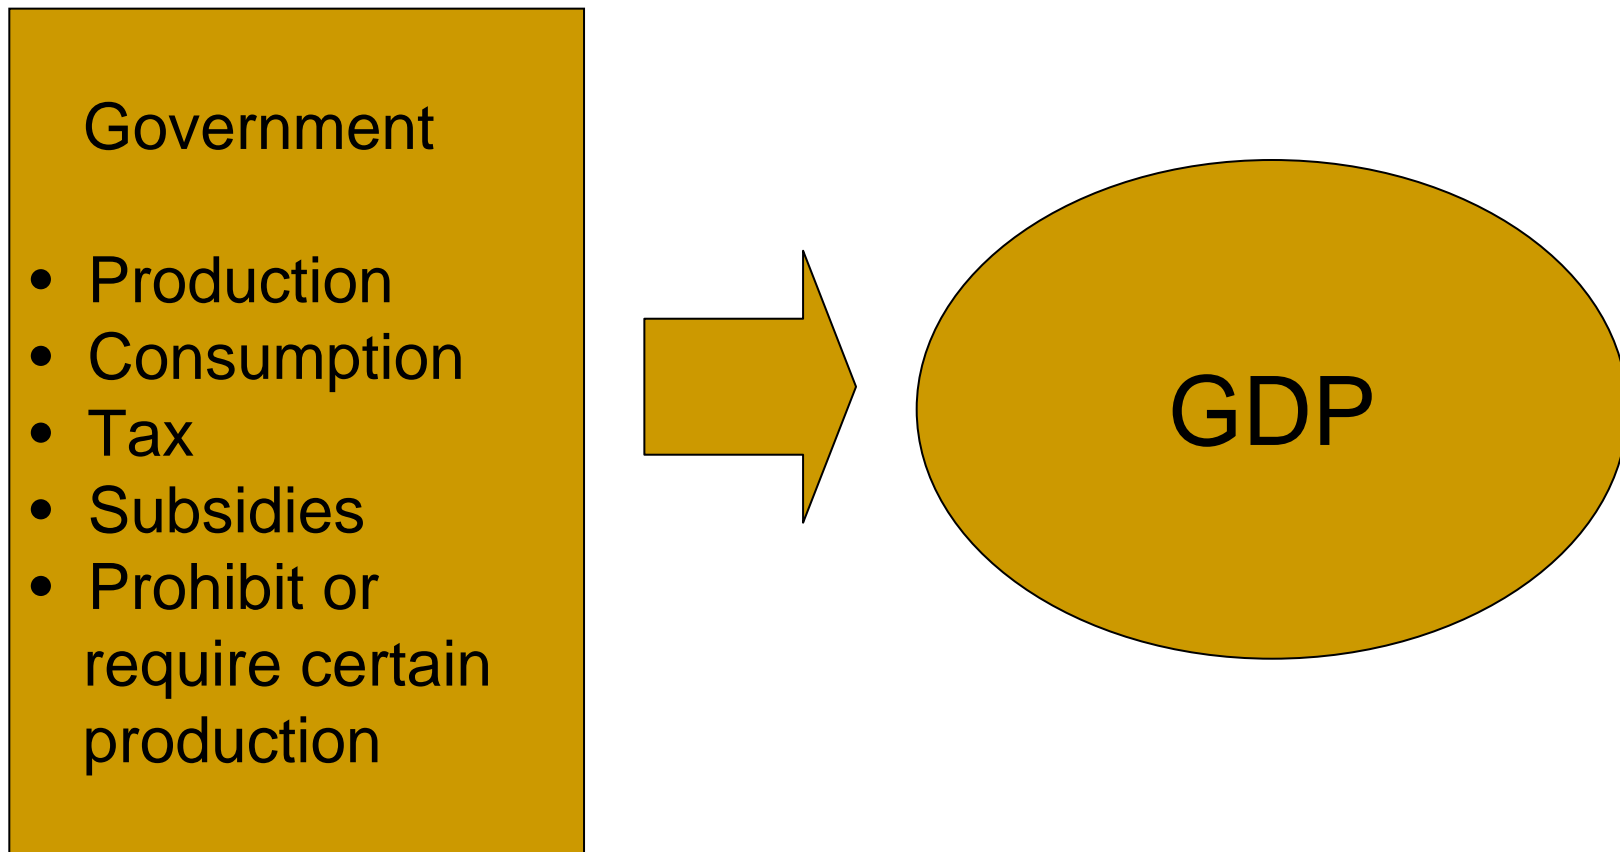 Government
• Production
• Consumption
• Tax
• Subsidies
• Prohibit or
require certain
production
GDP